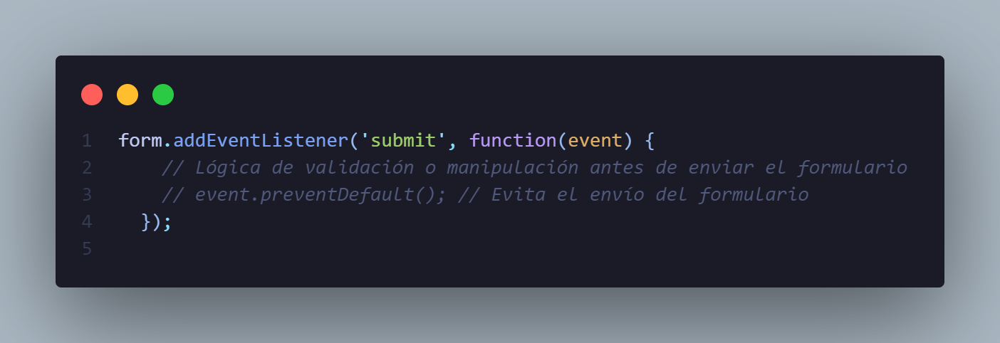 1 form.addEventListener('submit', function(event) {
2 // Lógica de validación o manipulación antes de enviar el formulario
3 // event.preventDefault(); // Evita el envío del formulario
4 });
5